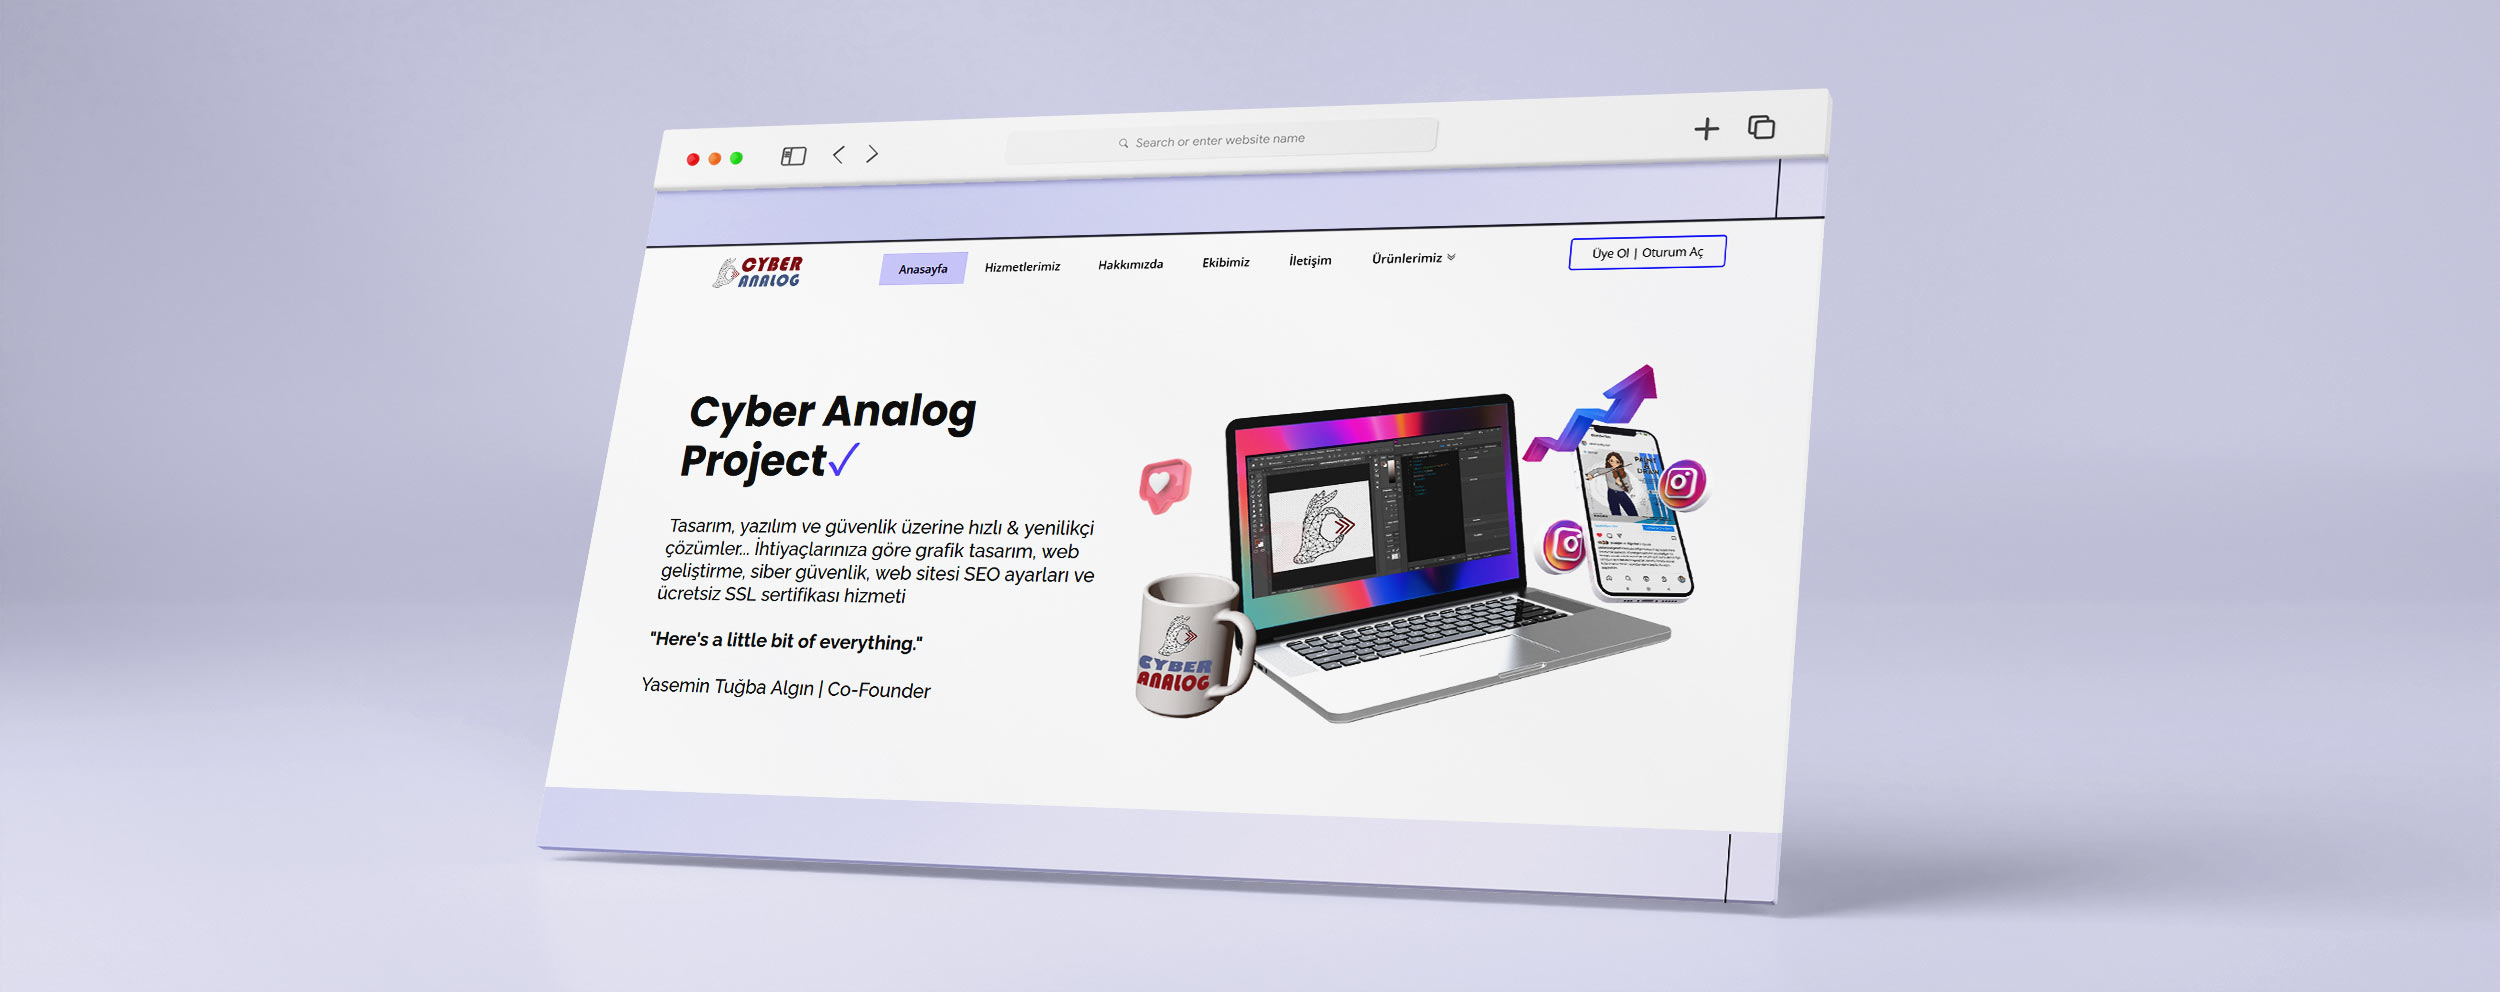 Search or enter website name
CYBER
ANALOG
Anasayfa
Hizmetlerimiz
Hakkımızda
Ekibimiz
İletişim
Ürünlerimiz
Üye Ol | Oturum Aç
Cyber Analog
Project✓
Tasarım, yazılım ve güvenlik üzerine hızlı & yenilikçi
çözümler... İhtiyaçlarınıza göre grafik tasarım, web
geliştirme, siber güvenlik, web sitesi SEO ayarları ve
ücretsiz SSL sertifikası hizmeti
"Here's a little bit of everything."
Yasemin Tuğba Algın | Co-Founder
CYBER
ANALOG